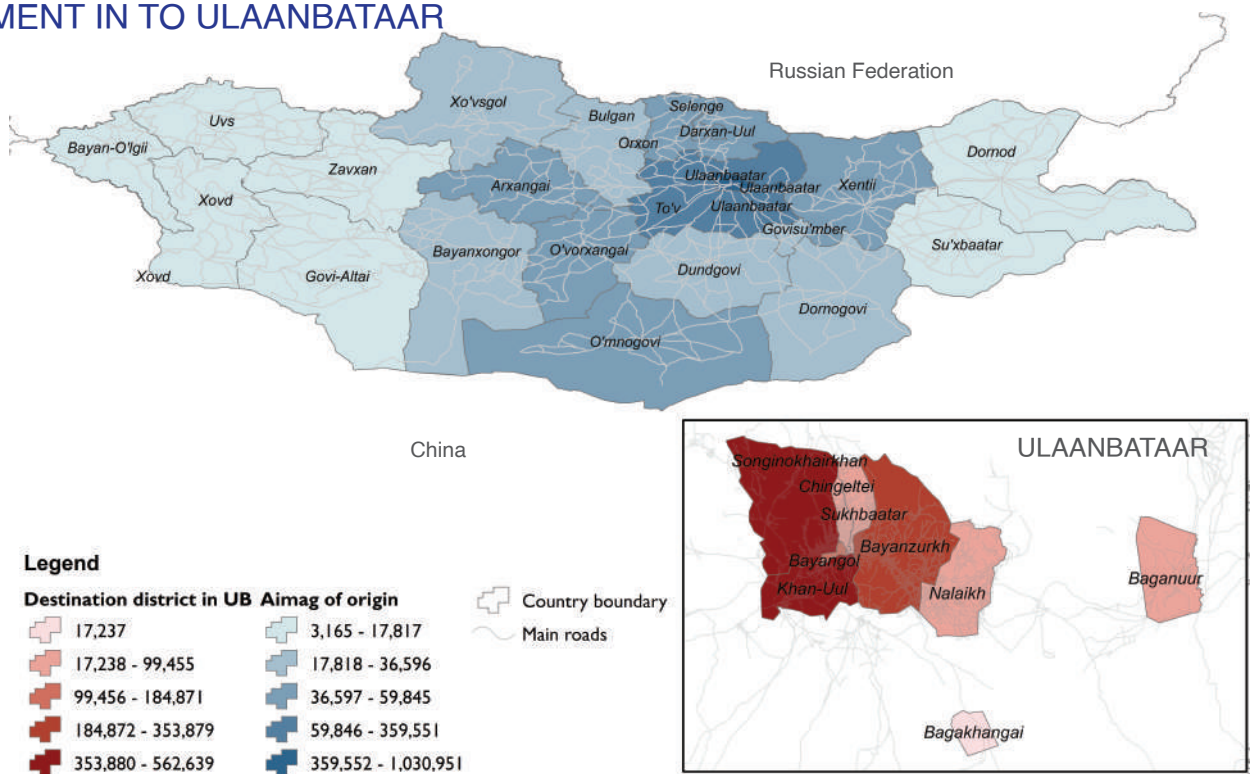 MENT IN TO ULAANBATAAR
Russian Federation
Xo'vsgol
Bulgan
Selenge
Uvs
Orxon
Darxan-Uul
Bayan-O'lgii
Dornod
Zavxan
Arxangai
Ulaanbaatar
Ulaanbaatar
Xentii
Xovd
To'v
Ulaanbaatar
Govisu'mber
Bayanxongor
O'vorxangai
Su'xbaatar
Xovd
Govi-Altai
Dundgovi
Dornogovi
O'mnogovi
China
ULAANBATAAR
Songinokhairkhan
Chingeltei
Sukhbaatar
Bayanzurkh
Bayangol
Khan-Uul
Nalaikh
Baganuur
Bagakhangai
Legend
Destination district in UB
17,237
17,238 - 99,455
99,456 - 184,871
184,872 - 353,879
353,880 - 562,639
Aimag of origin
3,165 - 17,817
17,818 - 36,596
36,597 - 59,845
59,846 - 359,551
359,552 - 1,030,951
Country boundary
Main roads